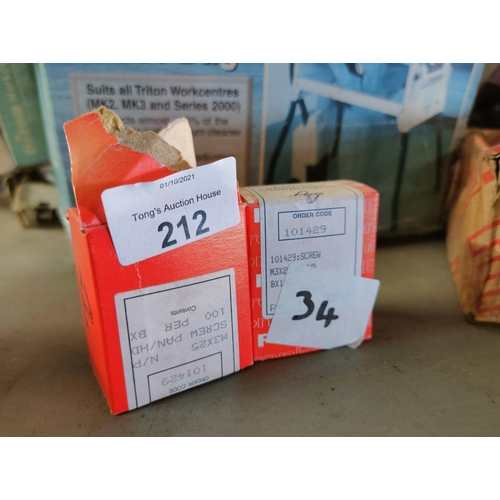 Suits all Triton Workcentres
(MK2, MK3 and Series 2000)
01/10/2021
Tong's Auction House
212
ORDER CODE
101429
101429:SCREW
34
Contents
100 PER BX
SCREW PAN/HD
M3X25 N/P
101429
ORDER CODE